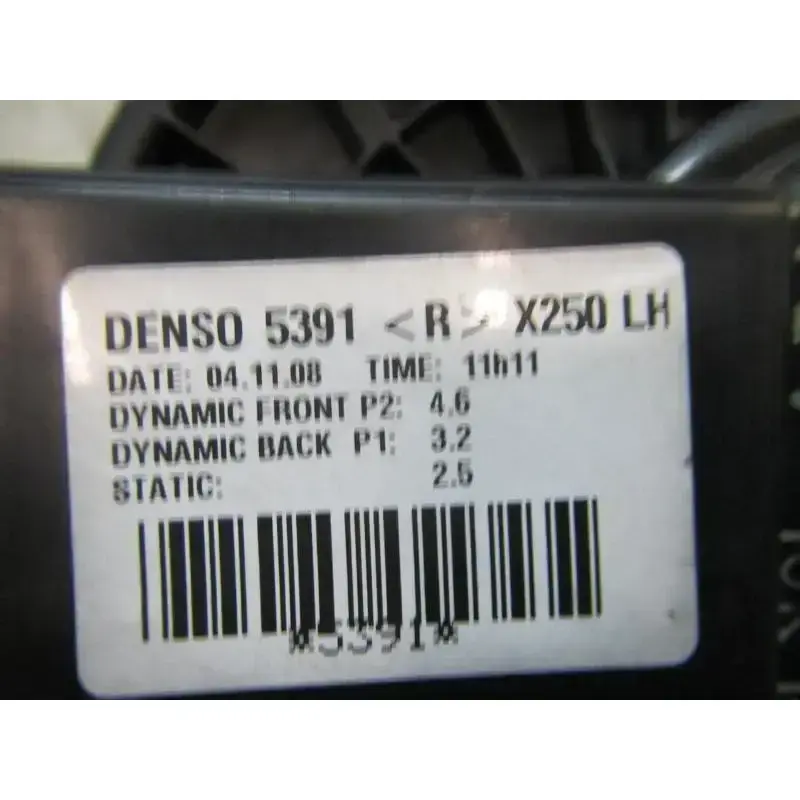 DENSO 5391 <R> X250 LH
DATE: 04.11.08 TIME: 11h11
DYNAMIC FRONT P2: 4.6
DYNAMIC BACK P1: 3.2
STATIC: 2.5
*5391*